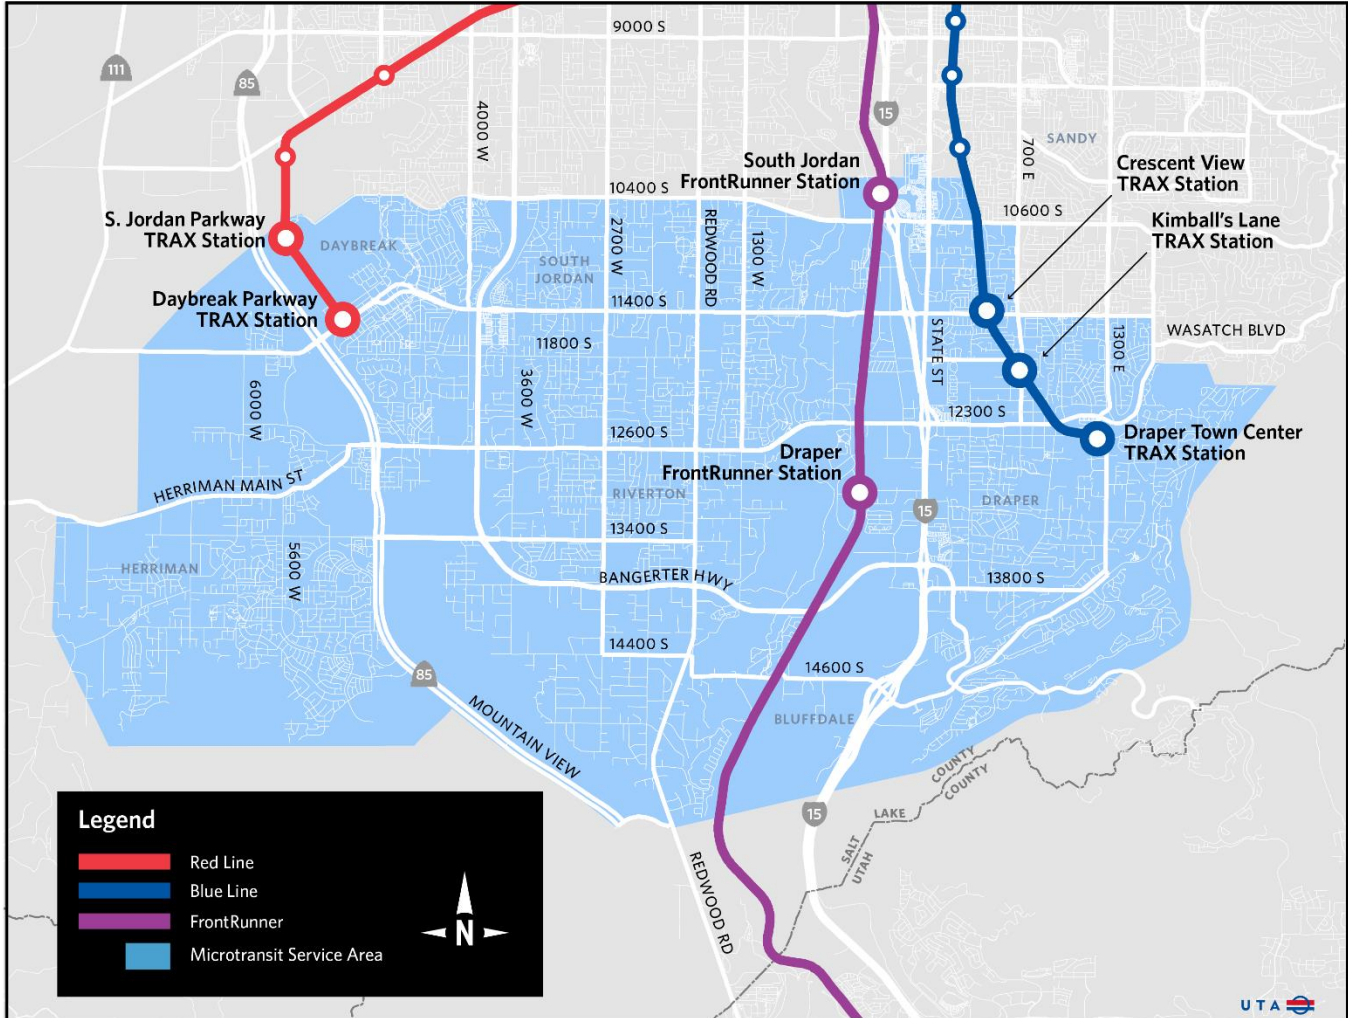 9000 S
111
85
15
4000 W
700 E
SANDY
South Jordan
FrontRunner Station
Crescent View
TRAX Station
10400 S
10600 S
Kimball's Lane
TRAX Station
S. Jordan Parkway
TRAX Station
DAYBREAK
SOUTH
JORDAN
2700 W
REDWOOD RD
1300 W
Daybreak Parkway
TRAX Station
11400 S
11800 S
STATE ST
1300 E
WASATCH BLVD
6000 W
3600 W
12300 S
12600 S
Draper
FrontRunner Station
Draper Town Center
TRAX Station
HERRIMAN MAIN ST
RIVERTON
DRAPER
15
13400 S
HERRIMAN
5600 W
BANGERTER HWY
13800 S
14400 S
14600 S
85
MOUNTAIN VIEW
BLUFFDALE
COUNTY
COUNTY
15
LAKE
SALT
UTAH
REDWOOD RD
Legend
Red Line
Blue Line
FrontRunner
Microtransit Service Area
N
UTA